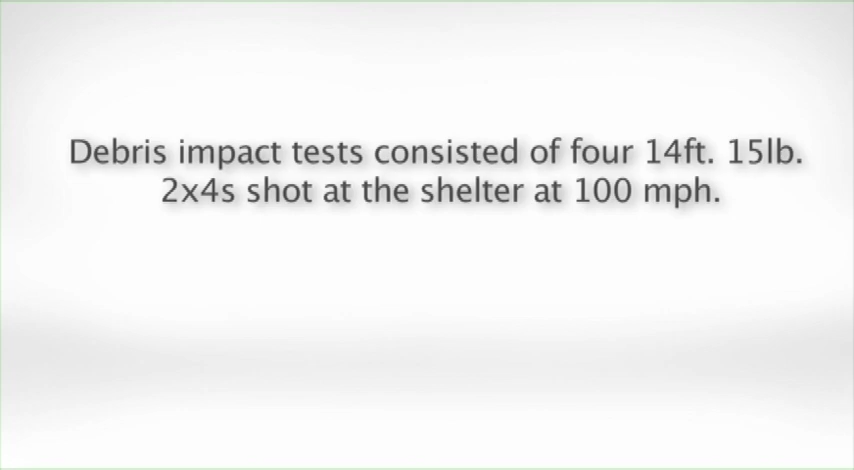 Debris impact tests consisted of four 14ft. 15lb.
2x4s shot at the shelter at 100 mph.